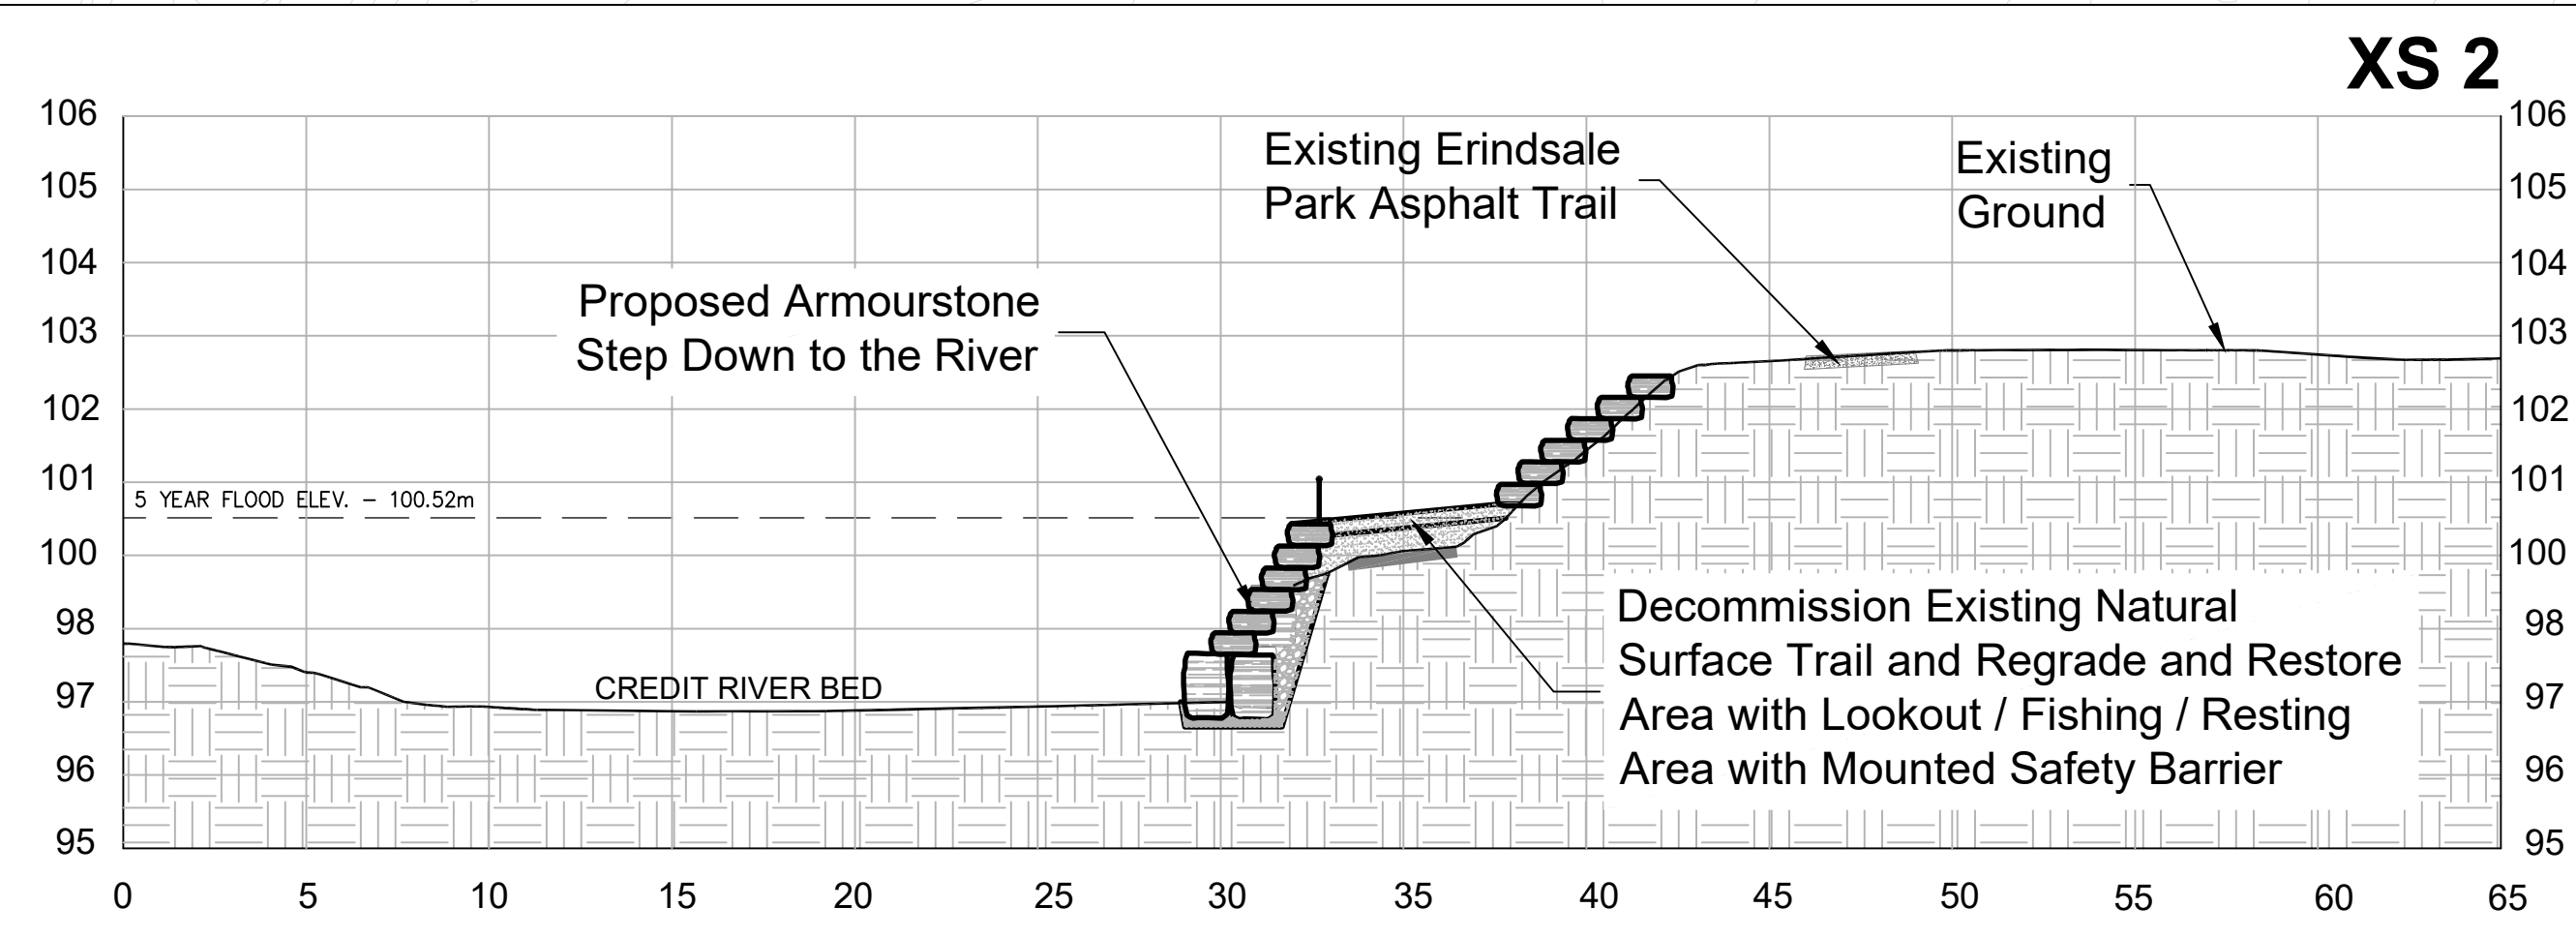 XS 2
106
105
104
103
102
101
100
98
97
96
95
106
105
104
103
102
101
100
98
97
96
95
Existing Erindsale
Park Asphalt Trail
Existing
Ground
Proposed Armourstone
Step Down to the River
5 YEAR FLOOD ELEV. - 100.52m
CREDIT RIVER BED
Decommission Existing Natural
Surface Trail and Regrade and Restore
Area with Lookout / Fishing / Resting
Area with Mounted Safety Barrier
0 5 10 15 20 25 30 35 40 45 50 55 60 65